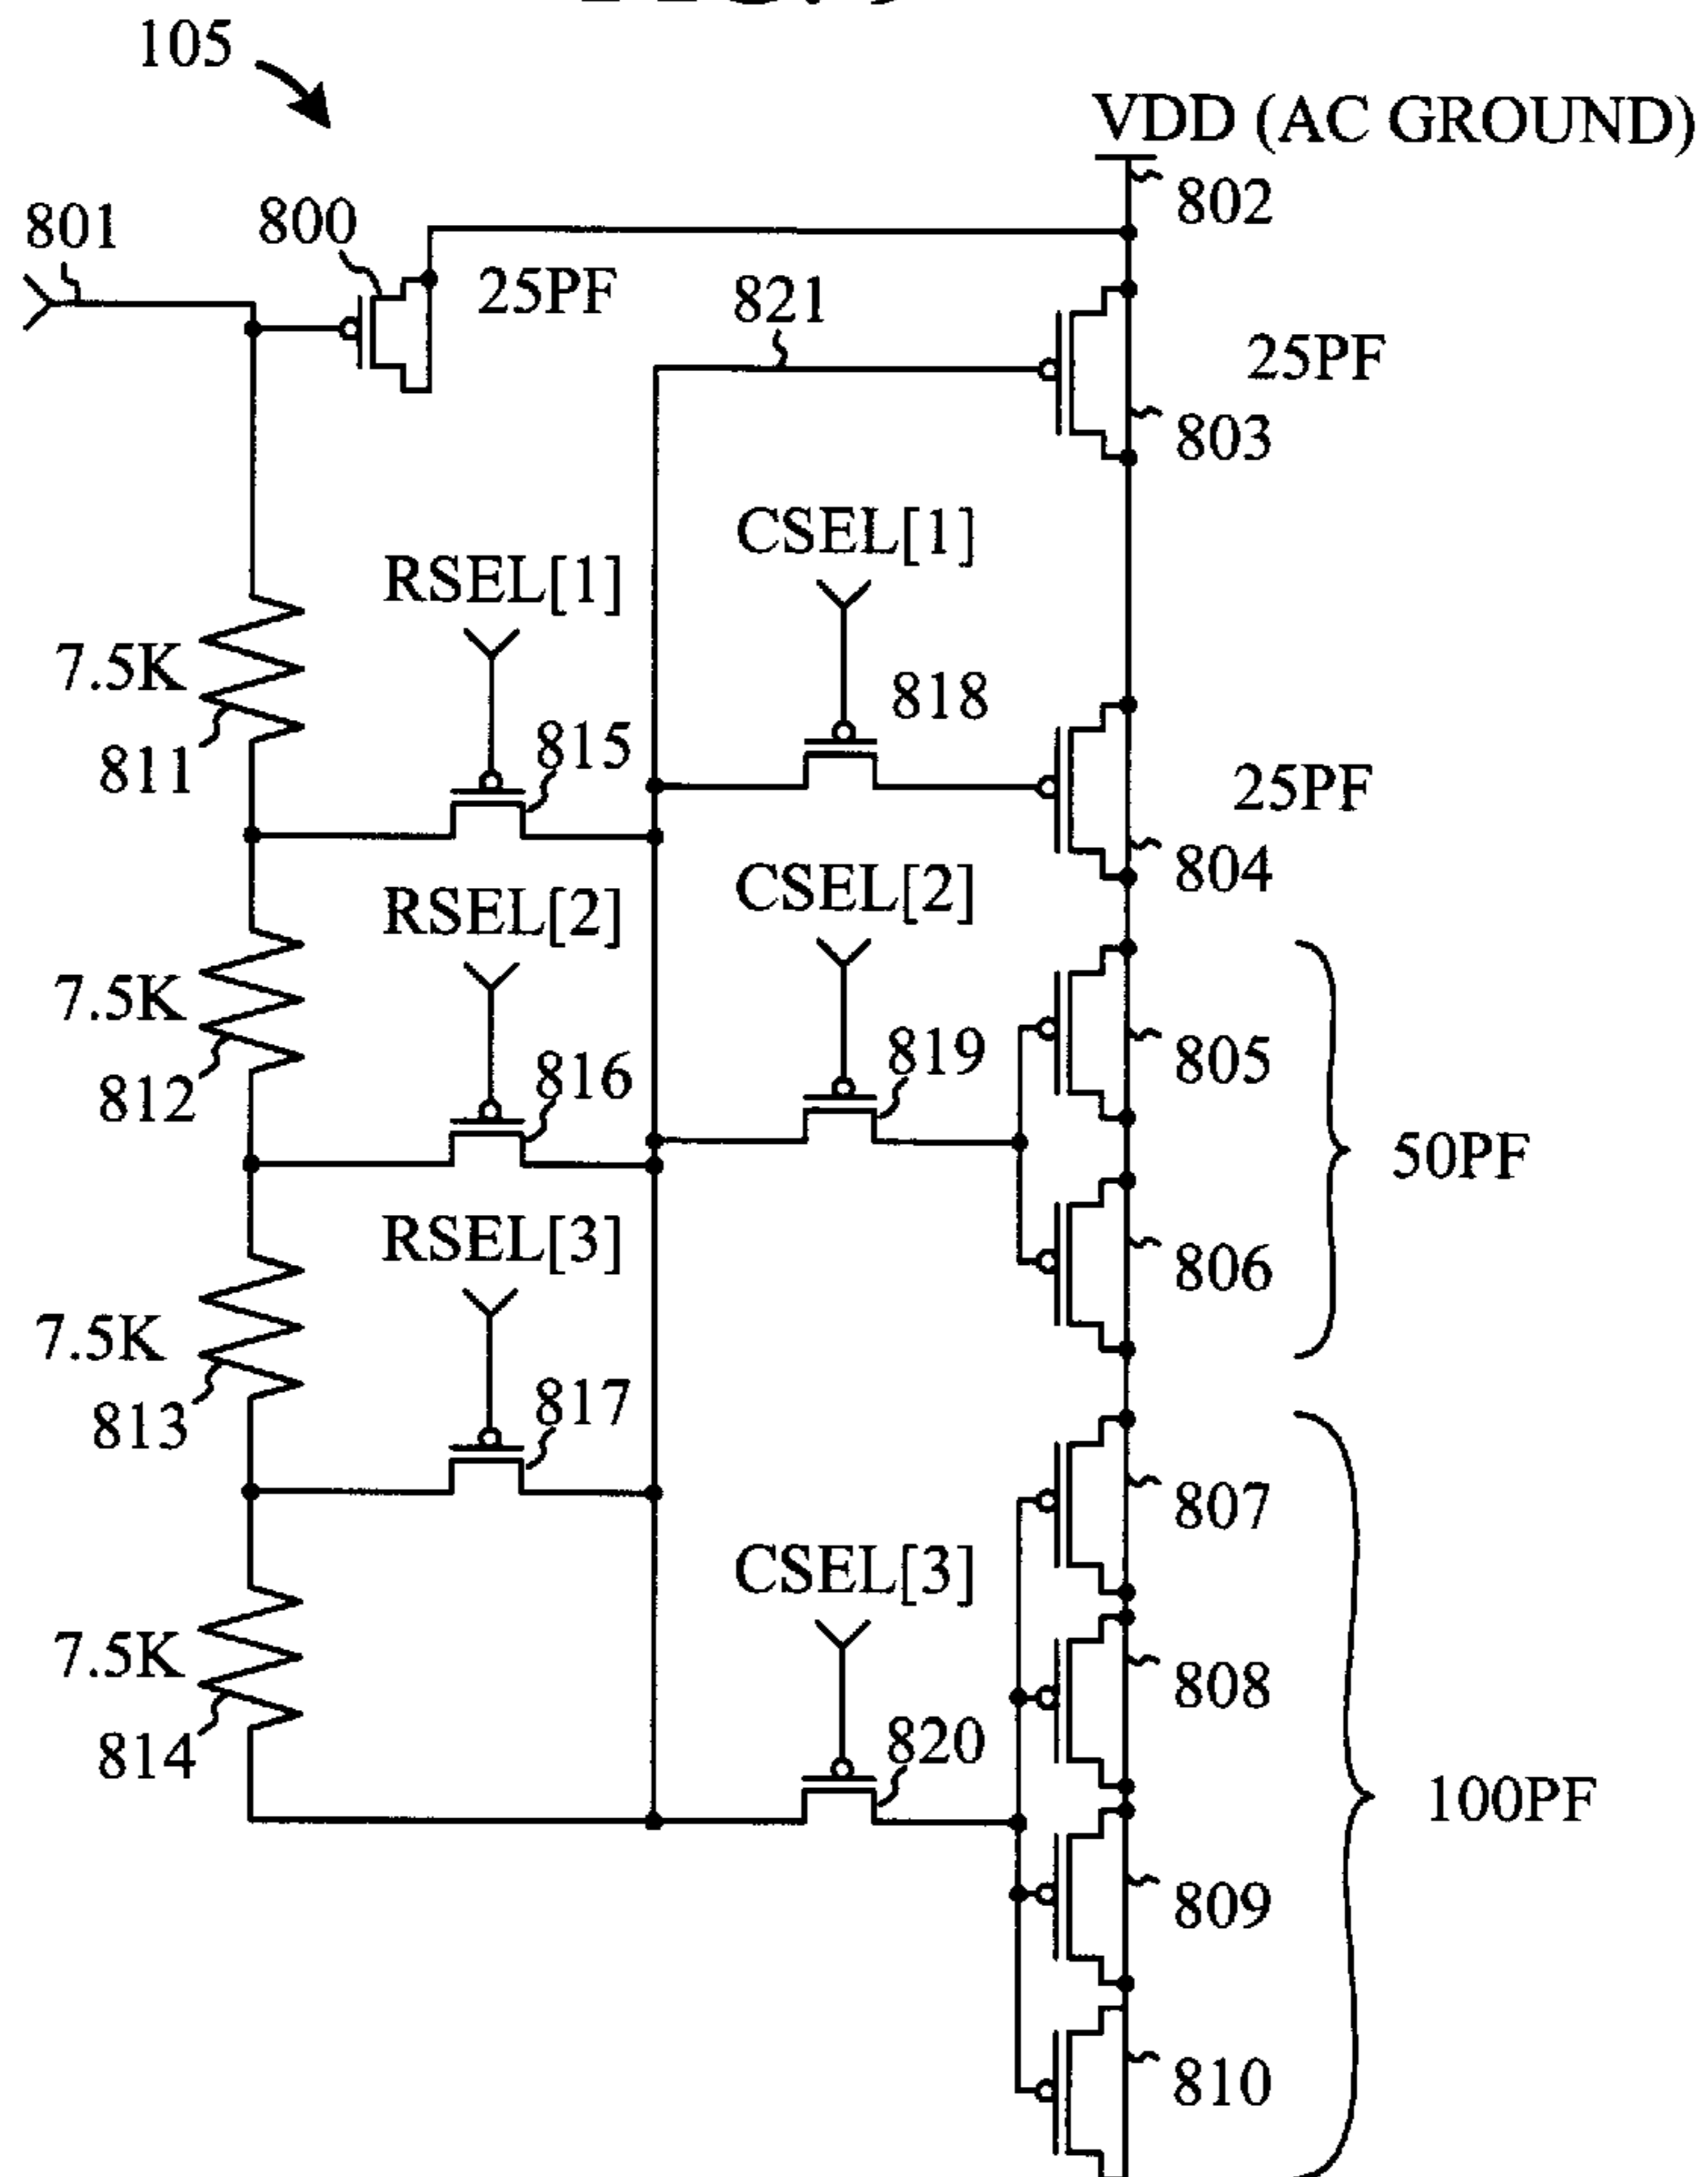 105
VDD (AC GROUND)
802
801
800
25PF
821
25PF
803
CSEL[1]
RSEL[1]
7.5K
818
815
811
25PF
804
CSEL[2]
RSEL[2]
7.5K
819
805
816
812
50PF
RSEL[3]
806
7.5K
817
813
807
CSEL[3]
7.5K
808
820
814
100PF
809
810